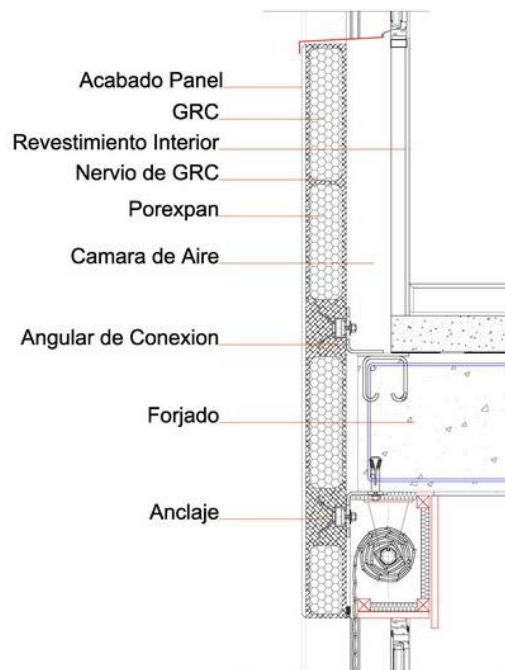 Acabado Panel
GRC
Revestimiento Interior
Nervio de GRC
Porexpan
Camara de Aire
Angular de Conexion
Forjado
Anclaje